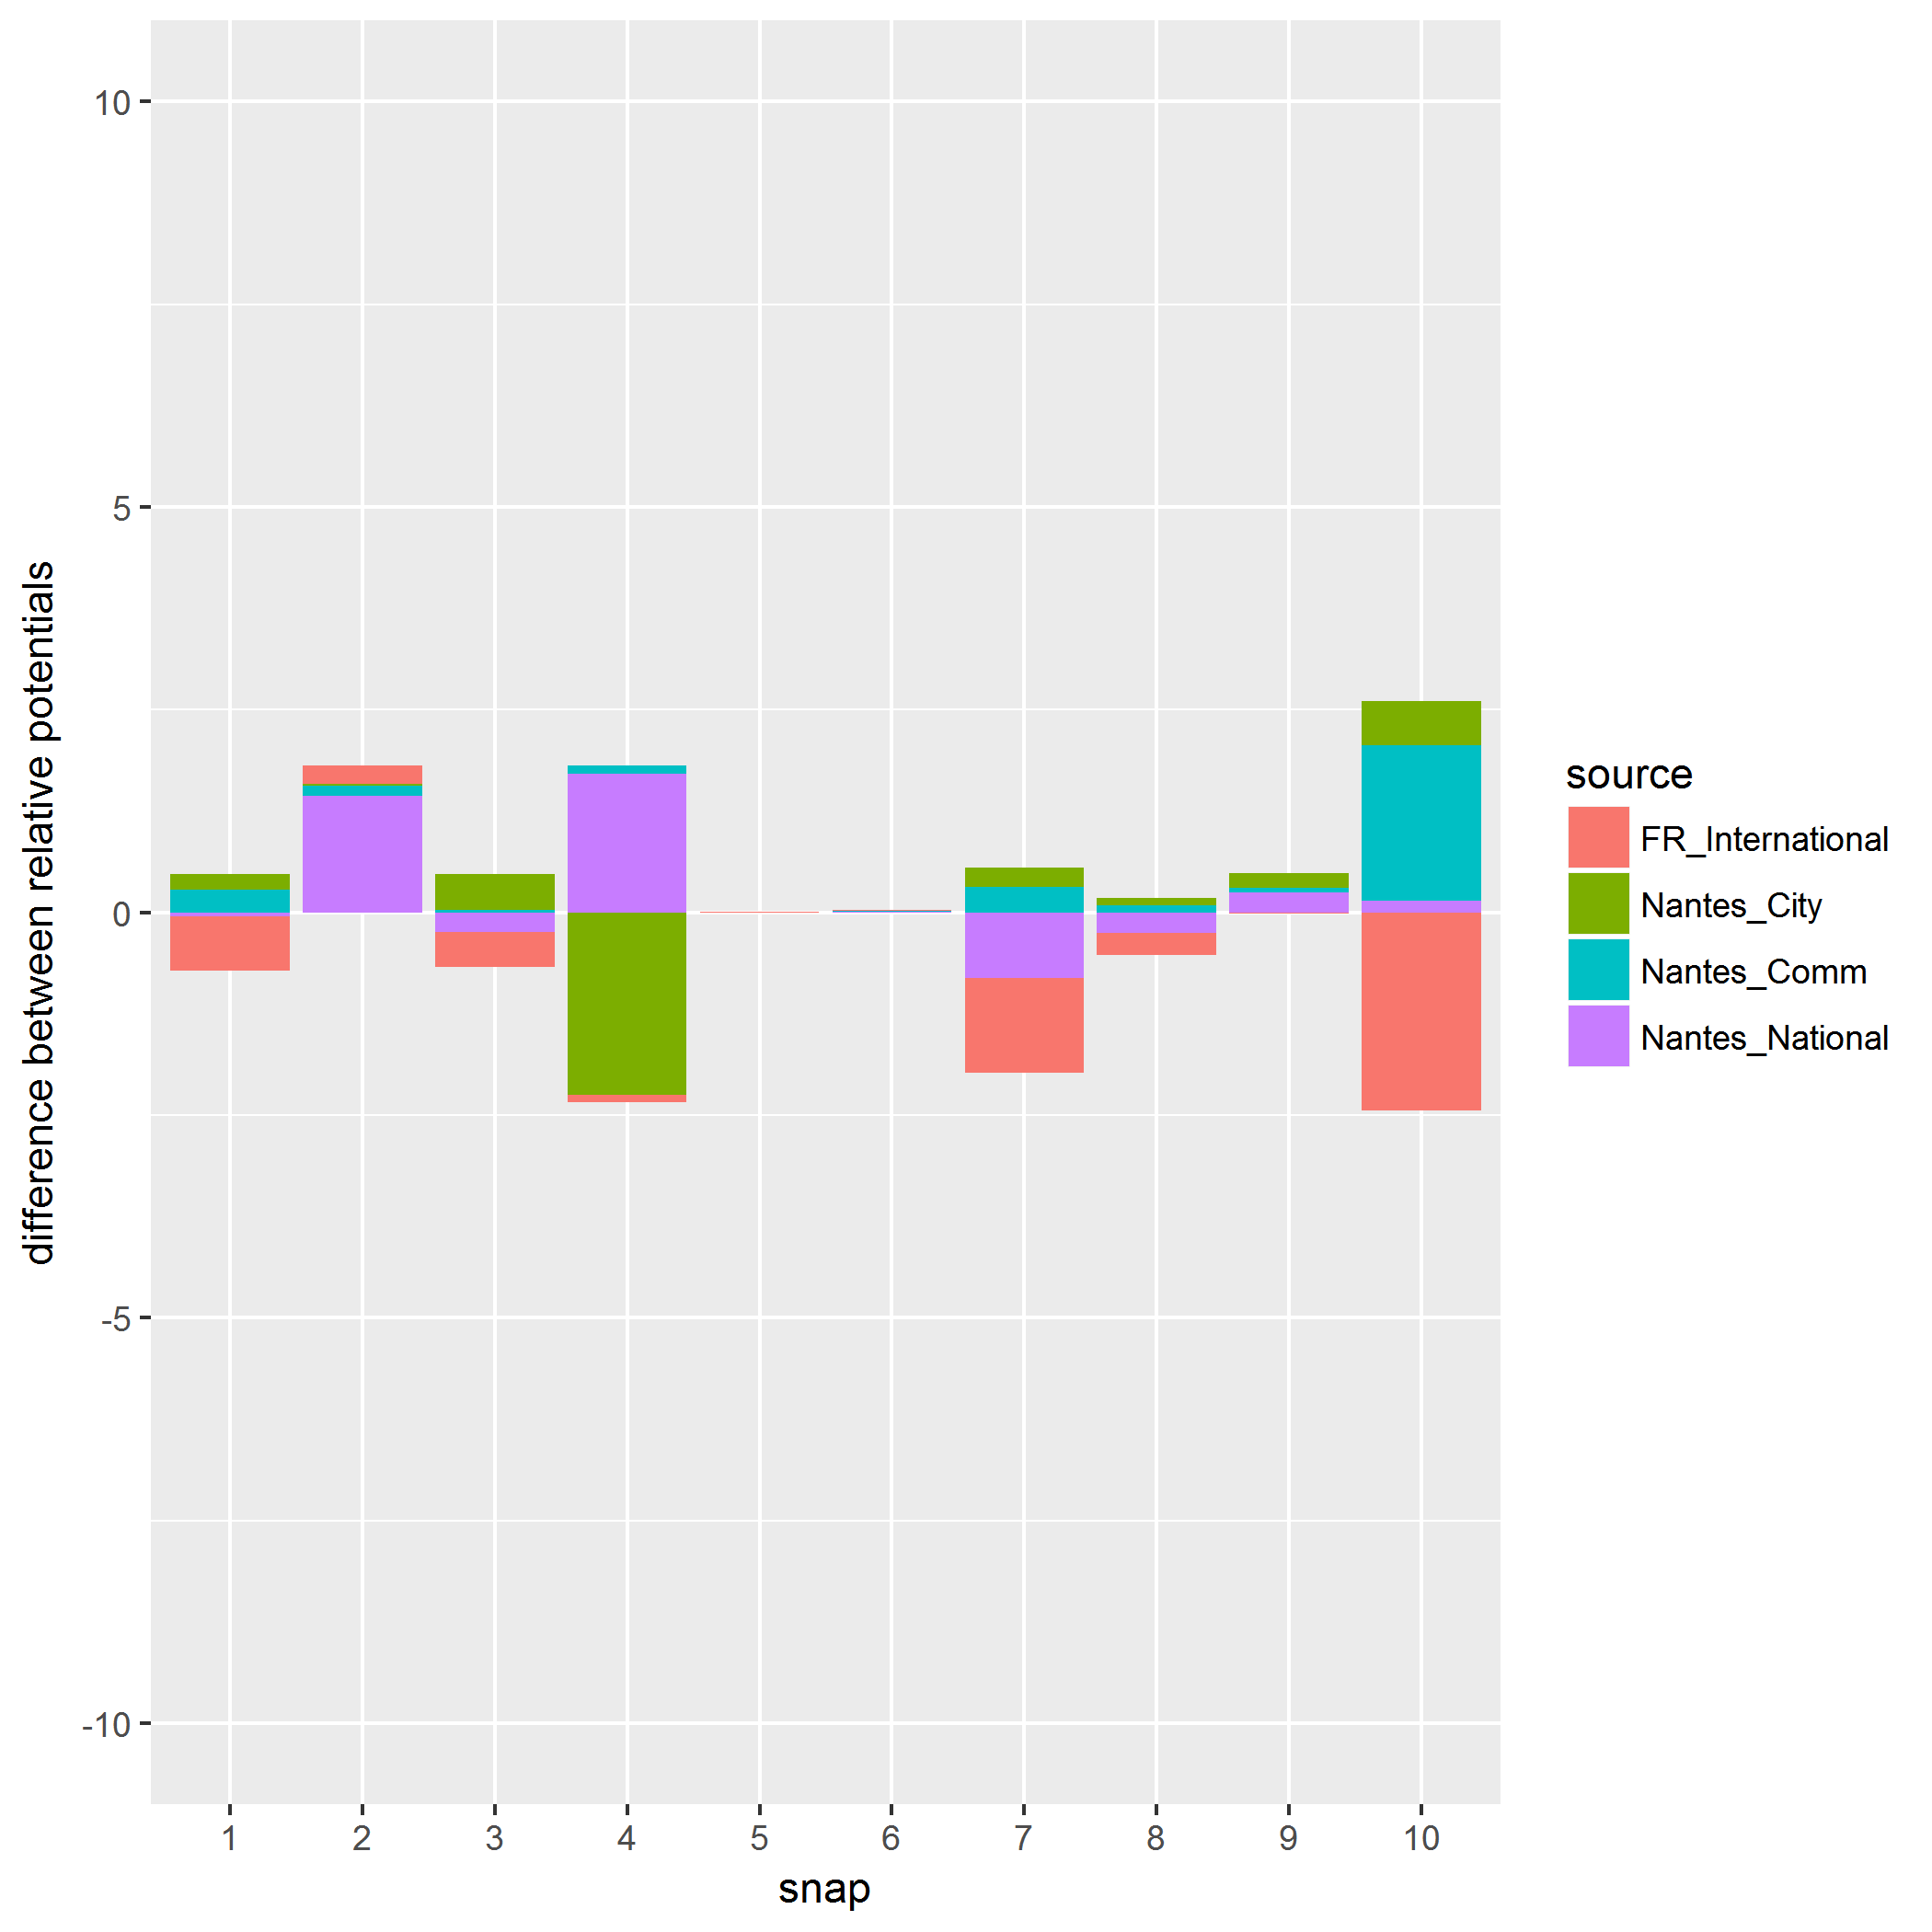 difference between relative potentials
10
5
0
-5
-10
1 2 3 4 5 6 7 8 9 10
snap
source
FR_International
Nantes_City
Nantes_Comm
Nantes_National